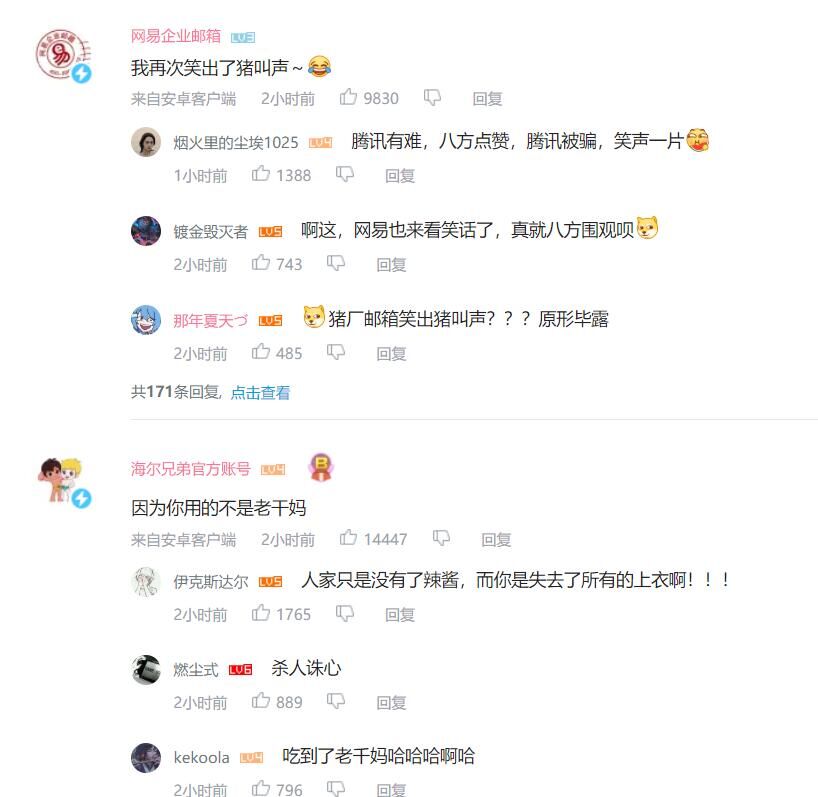 网易企业邮箱 LV3
我再次笑出了猪叫声～
来自安卓客户端 2小时前 9830 回复
烟火里的尘埃1025 LV4 腾讯有难，八方点赞，腾讯被骗，笑声一片
1小时前 1388 回复
镀金毁灭者 LV5 啊这，网易也来看笑话了，真就八方围观呗
2小时前 743 回复
那年夏天づ LV5 猪厂邮箱笑出猪叫声？？？原形毕露
2小时前 485 回复
共171条回复, 点击查看
海尔兄弟官方账号 LV4 B
因为你用的不是老干妈
来自安卓客户端 2小时前 14447 回复
伊克斯达尔 LV5 人家只是没有了辣酱，而你是失去了所有的上衣啊！！！
2小时前 1765 回复
燃尘式 LV6 杀人诛心
2小时前 889 回复
kekoola LV4 吃到了老千妈哈哈哈啊哈
2小时前 796 回复